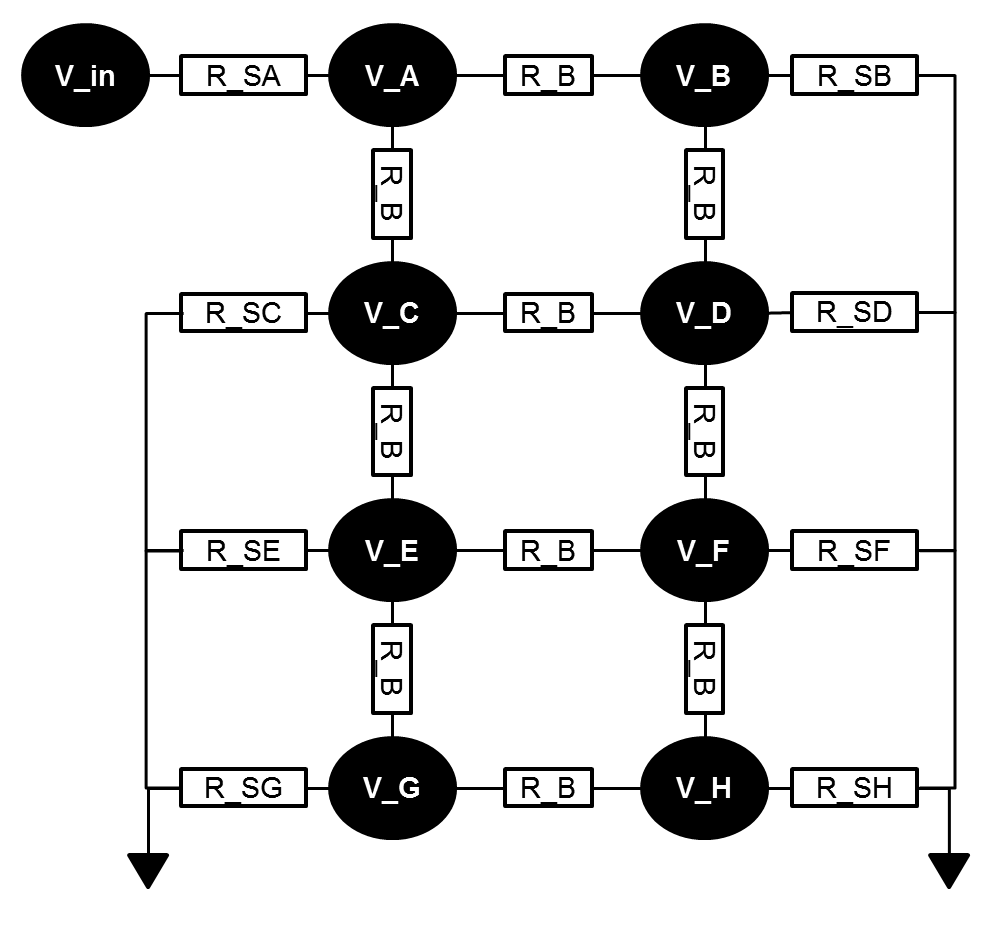 V_in R_SA V_A R_B V_B R_SB
R_B R_B
R_SC V_C R_B V_D R_SD
R_B R_B
R_SE V_E R_B V_F R_SF
R_B R_B
R_SG V_G R_B V_H R_SH